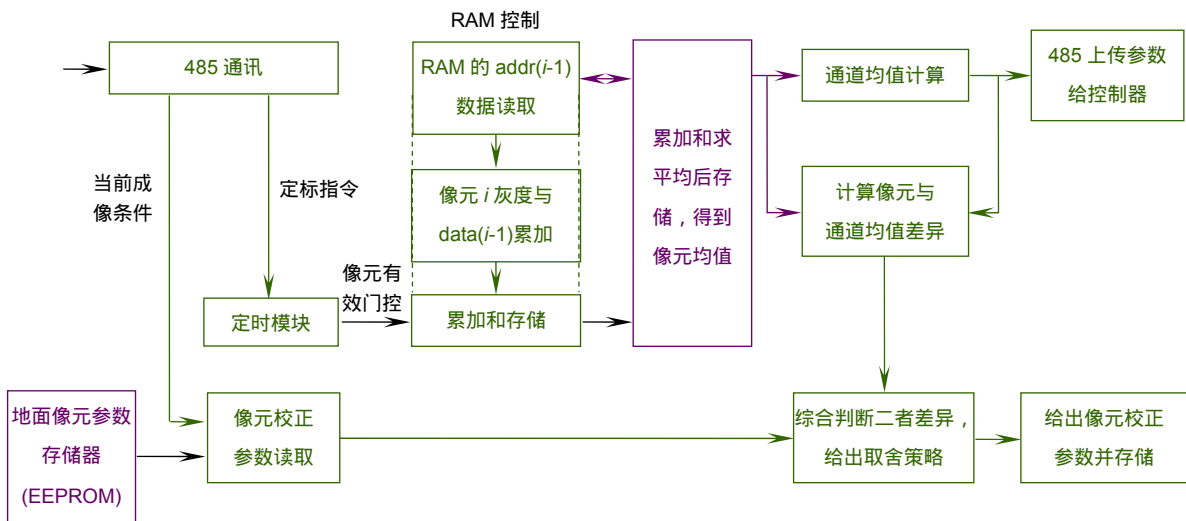 RAM 控制
485 通讯
RAM 的 addr(i-1)
数据读取
通道均值计算
485 上传参数
给控制器
当前成
像条件
定标指令
像元 i 灰度与
data(i-1)累加
累加和求
平均后存
储，得到
像元均值
计算像元与
通道均值差异
像元有
效门控
定时模块
累加和存储
地面像元参数
存储器
(EEPROM)
像元校正
参数读取
综合判断二者差异，
给出取舍策略
给出像元校正
参数并存储